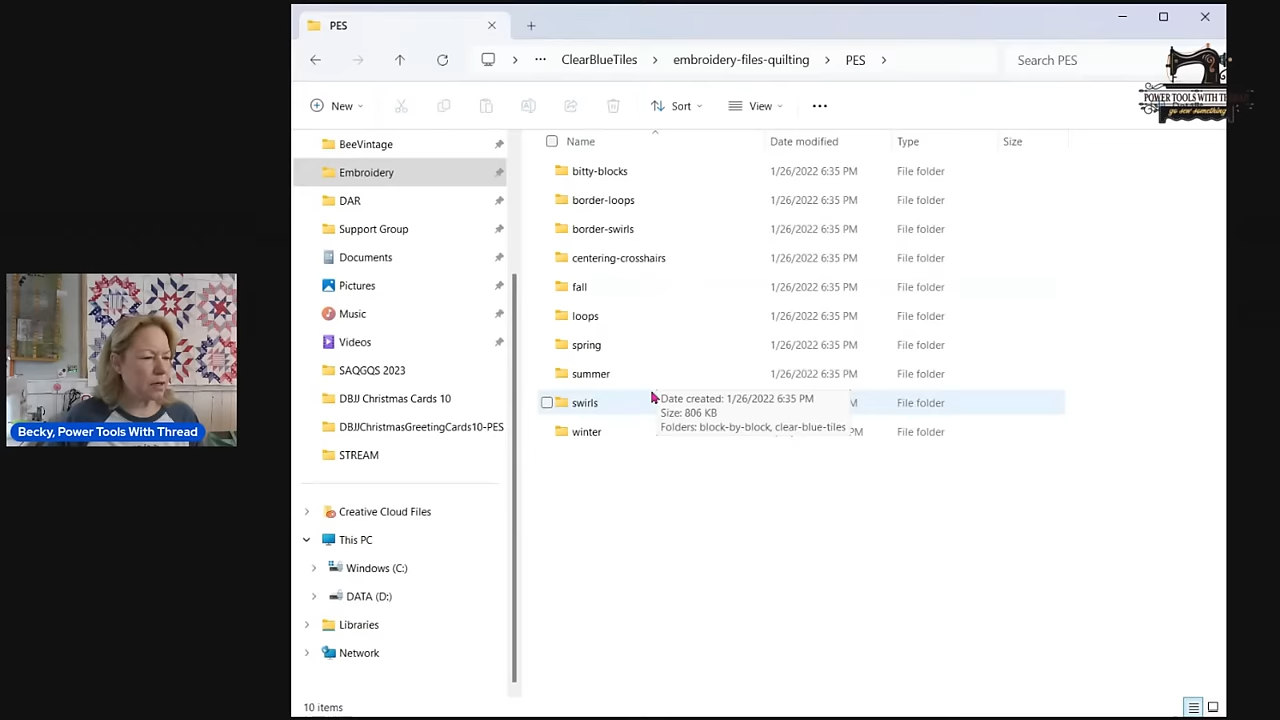 PES
ClearBlueTiles
embroidery-files-quilting
PES
Search PES
New
Sort
View
POWER TOOLS WITH THREAD
go sew something
Name
Date modified
Type
Size
BeeVintage
Embroidery
DAR
Support Group
Documents
Pictures
Music
Videos
SAQGQS 2023
DBJJ Christmas Cards 10
DBJJChristmasGreetingCards10-PES
STREAM
Creative Cloud Files
This PC
Windows (C:)
DATA (D:)
Libraries
Network
bitty-blocks 1/26/2022 6:35 PM File folder
border-loops 1/26/2022 6:35 PM File folder
border-swirls 1/26/2022 6:35 PM File folder
centering-crosshairs 1/26/2022 6:35 PM File folder
fall 1/26/2022 6:35 PM File folder
loops 1/26/2022 6:35 PM File folder
spring 1/26/2022 6:35 PM File folder
summer 1/26/2022 6:35 PM File folder
swirls File folder
winter PM File folder
Date created: 1/26/2022 6:35 PM
Size: 806 KB
Folders: block-by-block, clear-blue-tiles
10 items
Becky, Power Tools With Thread